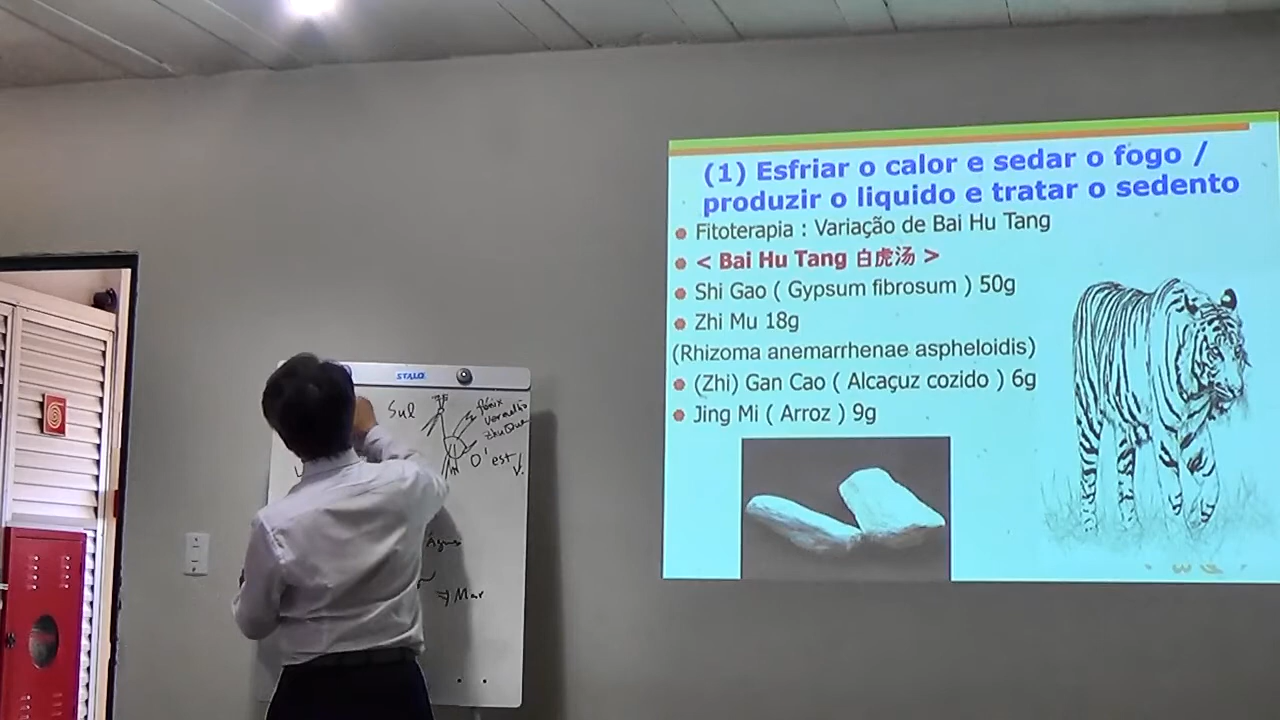 (1) Esfriar o calor e sedar o fogo /
produzir o liquido e tratar o sedento
Fitoterapia : Variação de Bai Hu Tang
< Bai Hu Tang 白虎汤 >
Shi Gao ( Gypsum fibrosum ) 50g
Zhi Mu 18g
(Rhizoma anemarrhenae aspheloidis)
(Zhi) Gan Cao ( Alcaçuz cozido ) 6g
Jing Mi ( Arroz ) 9g
STALO
Sul
fênix
vermelho
zhuQue
O'est
Água
Mar